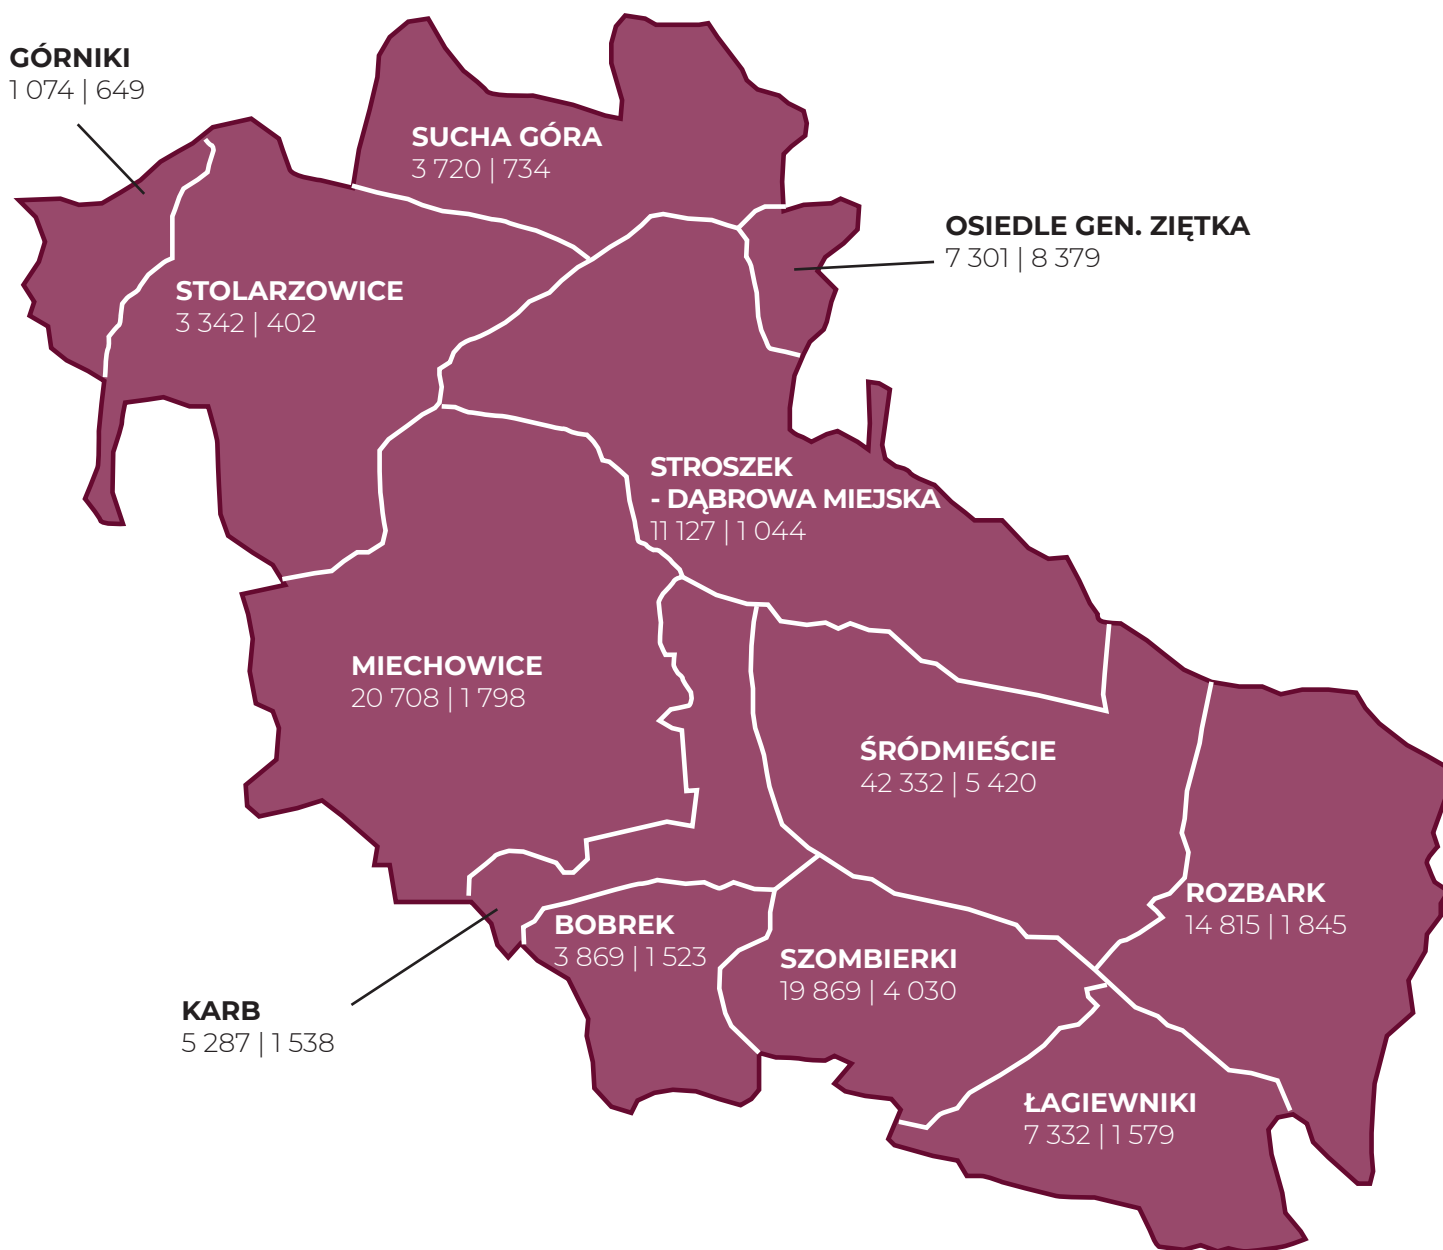 GÓRNIKI
1 074 | 649
SUCHA GÓRA
3 720 | 734
OSIEDLE GEN. ZIĘTKA
7 301 | 8 379
STOLARZOWICE
3 342 | 402
STROSZEK
- DĄBROWA MIEJSKA
11 127 | 1 044
MIECHOWICE
20 708 | 1 798
ŚRÓDMIEŚCIE
42 332 | 5 420
ROZBARK
14 815 | 1 845
BOBREK
3 869 | 1 523
SZOMBIERKI
19 869 | 4 030
KARB
5 287 | 1 538
ŁAGIEWNIKI
7 332 | 1 579